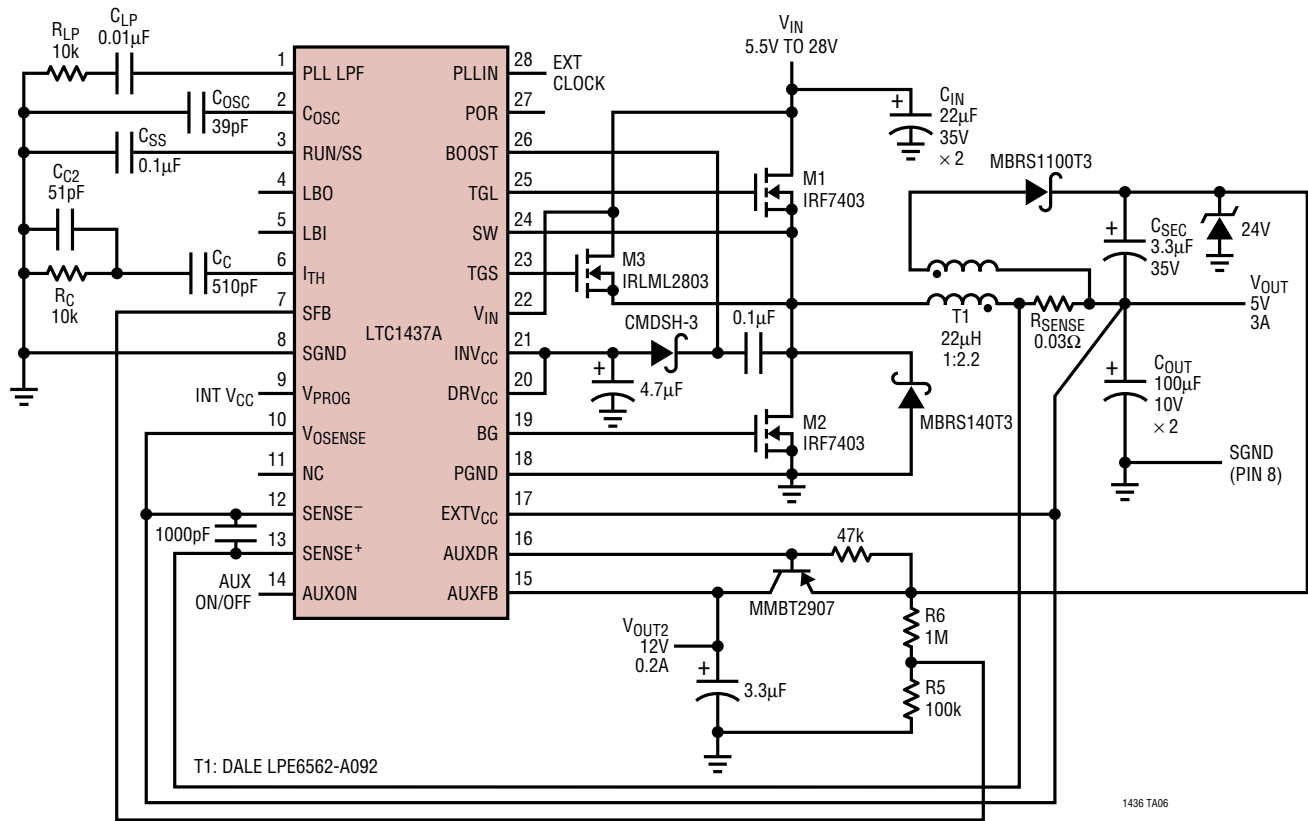 RLP
10k
CLP
0.01µF
COSC
39pF
CSS
0.1µF
CC2
51pF
RC
10k
CC
510pF
INT VCC
1000pF
AUX
ON/OFF
1
2
3
4
5
6
7
8
9
10
11
12
13
14
PLL LPF
COSC
RUN/SS
LBO
LBI
ITH
SFB
SGND
VPROG
VOSENSE
NC
SENSE–
SENSE+
AUXON
LTC1437A
PLLIN
POR
BOOST
TGL
SW
TGS
VIN
INVCC
DRVCC
BG
PGND
EXTVCC
AUXDR
AUXFB
28
27
26
25
24
23
22
21
20
19
18
17
16
15
EXT
CLOCK
VIN
5.5V TO 28V
+
CIN
22µF
35V
× 2
M1
IRF7403
M3
IRLML2803
CMDSH-3
0.1µF
+
4.7µF
M2
IRF7403
MBRS140T3
MBRS1100T3
+
CSEC
3.3µF
35V
24V
T1
22µH
1:2.2
RSENSE
0.03Ω
VOUT
5V
3A
+
COUT
100µF
10V
× 2
SGND
(PIN 8)
47k
MMBT2907
R6
1M
R5
100k
VOUT2
12V
0.2A
+
3.3µF
T1: DALE LPE6562-A092
1436 TA06